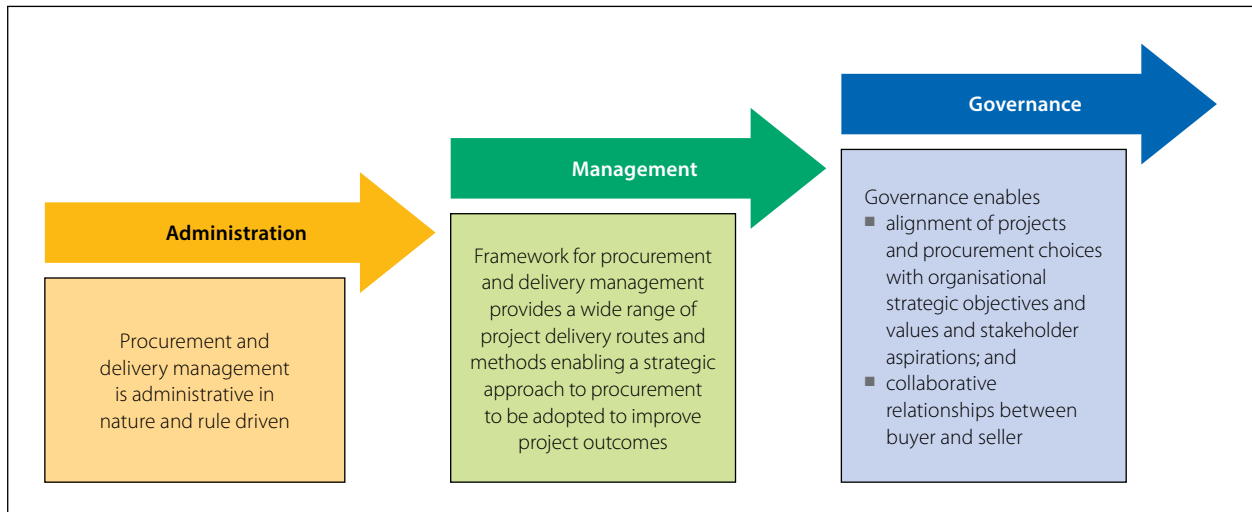 Administration
Procurement and
delivery management
is administrative in
nature and rule driven
Management
Framework for procurement
and delivery management
provides a wide range of
project delivery routes and
methods enabling a strategic
approach to procurement
to be adopted to improve
project outcomes
Governance
Governance enables
■ alignment of projects
and procurement choices
with organisational
strategic objectives and
values and stakeholder
aspirations; and
■ collaborative
relationships between
buyer and seller